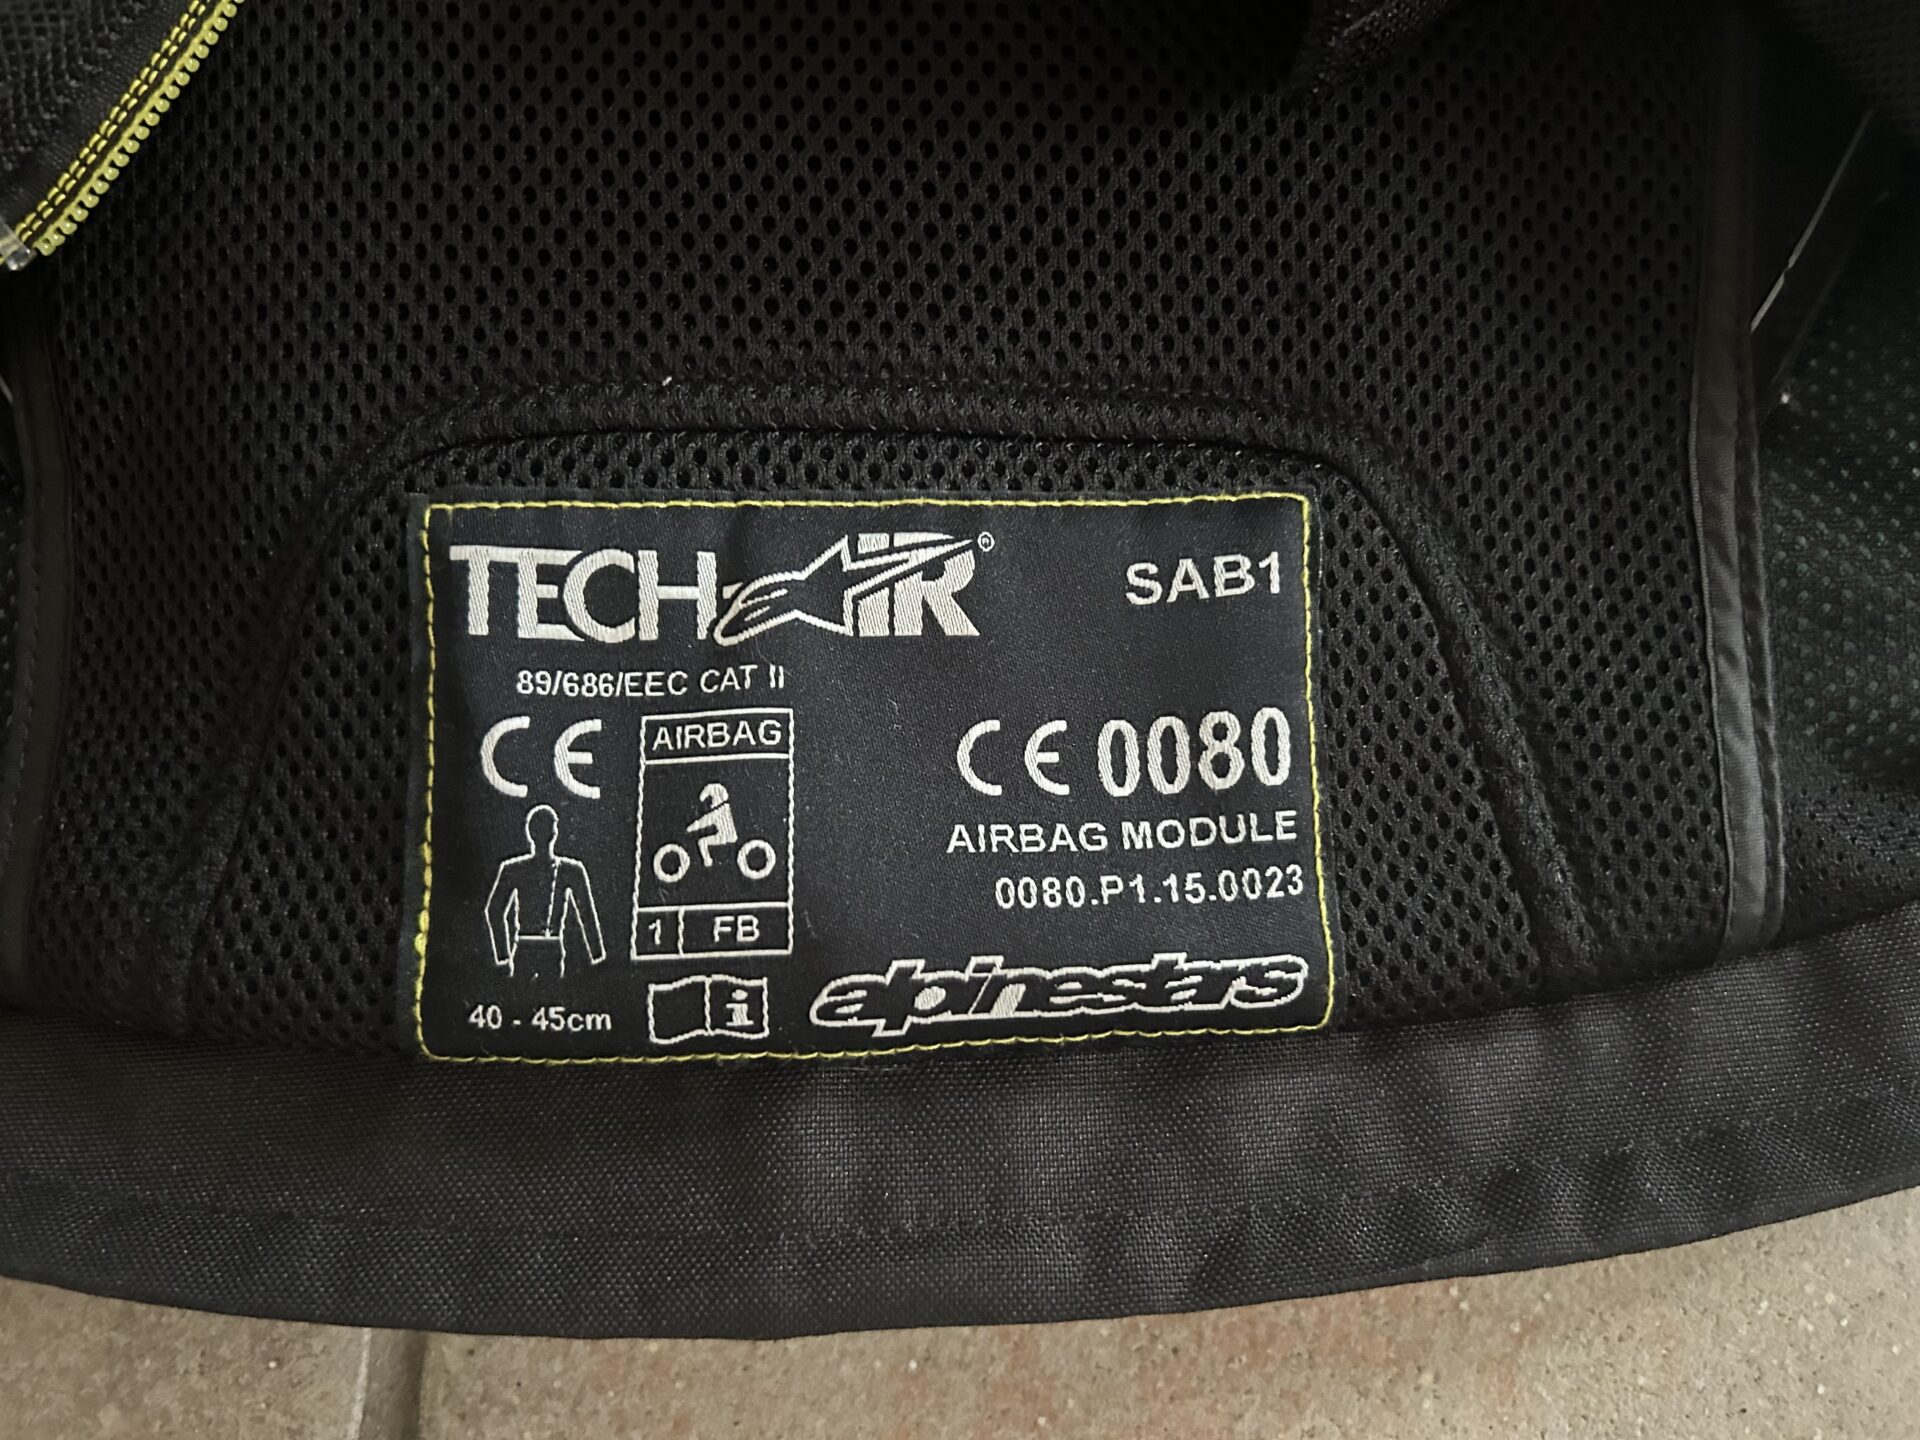 TECH-AIR®
SAB1
89/686/EEC CAT II
CE
AIRBAG
1 FB
40 - 45cm
i
CE 0080
AIRBAG MODULE
0080.P1.15.0023
alpinestars